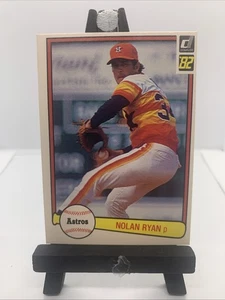 '82
Astros
NOLAN RYAN p